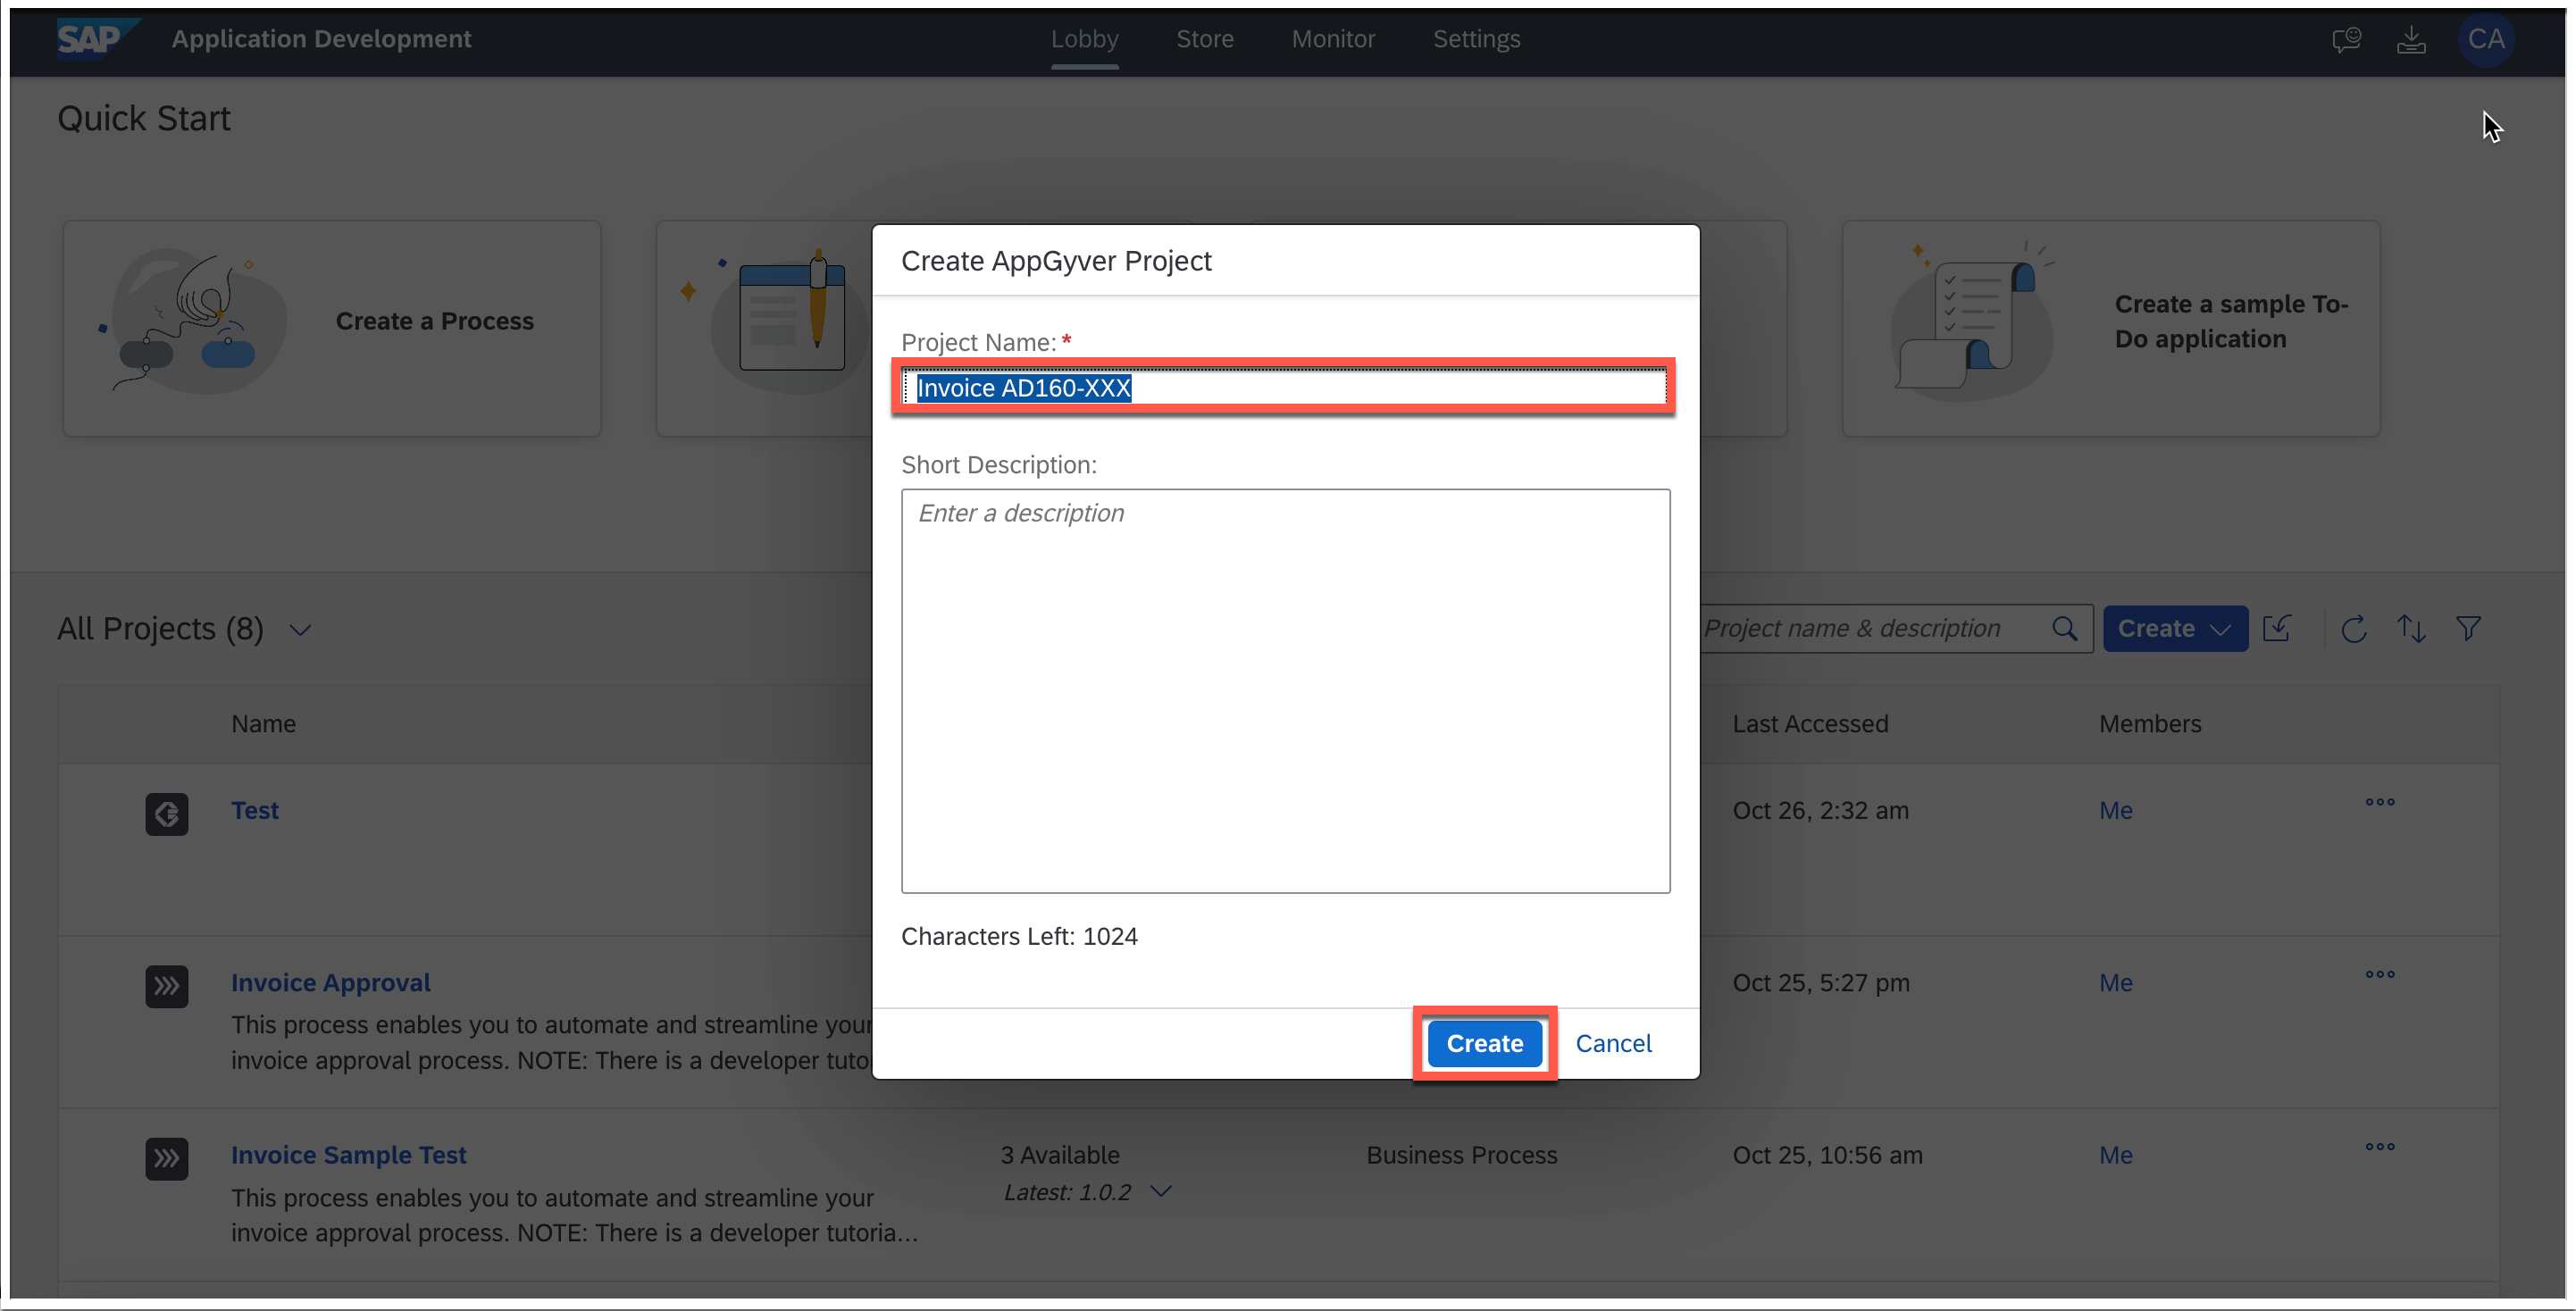 SAP
Application Development
Lobby
Store
Monitor
Settings
CA
Quick Start
Create a Process
Create a sample To-
Do application
Create AppGyver Project
Project Name: *
Invoice AD160-XXX
Short Description:
Enter a description
Characters Left: 1024
Create
Cancel
All Projects (8)
Project name & description
Create
Name
Last Accessed
Members
Test
Oct 26, 2:32 am
Me
Invoice Approval
Oct 25, 5:27 pm
Me
This process enables you to automate and streamline your
invoice approval process. NOTE: There is a developer tuto
Invoice Sample Test
3 Available
Business Process
Oct 25, 10:56 am
Me
Latest: 1.0.2
This process enables you to automate and streamline your
invoice approval process. NOTE: There is a developer tutoria...